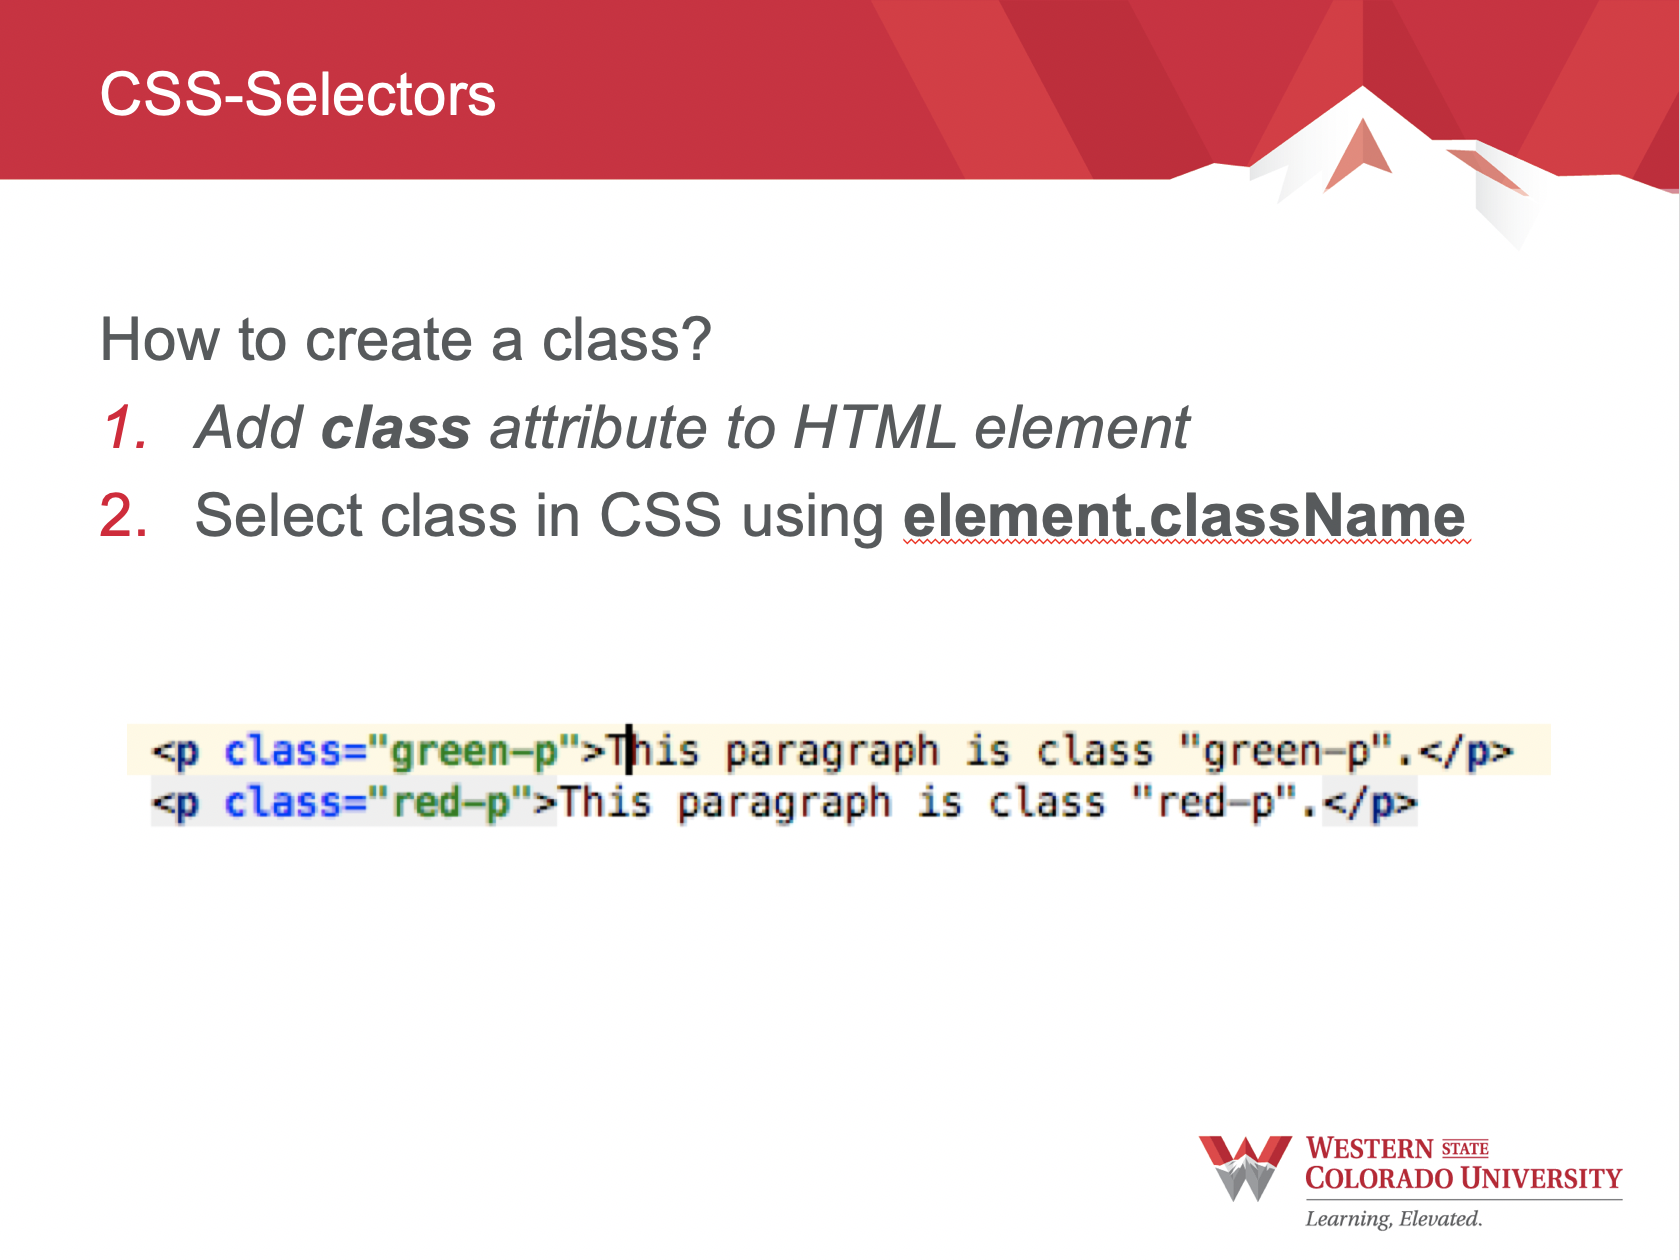 CSS-Selectors
How to create a class?
1. Add class attribute to HTML element
2. Select class in CSS using element.className
<p class="green-p">This paragraph is class "green-p".</p>
<p class="red-p">This paragraph is class "red-p".</p>
WESTERN STATE
COLORADO UNIVERSITY
Learning, Elevated.